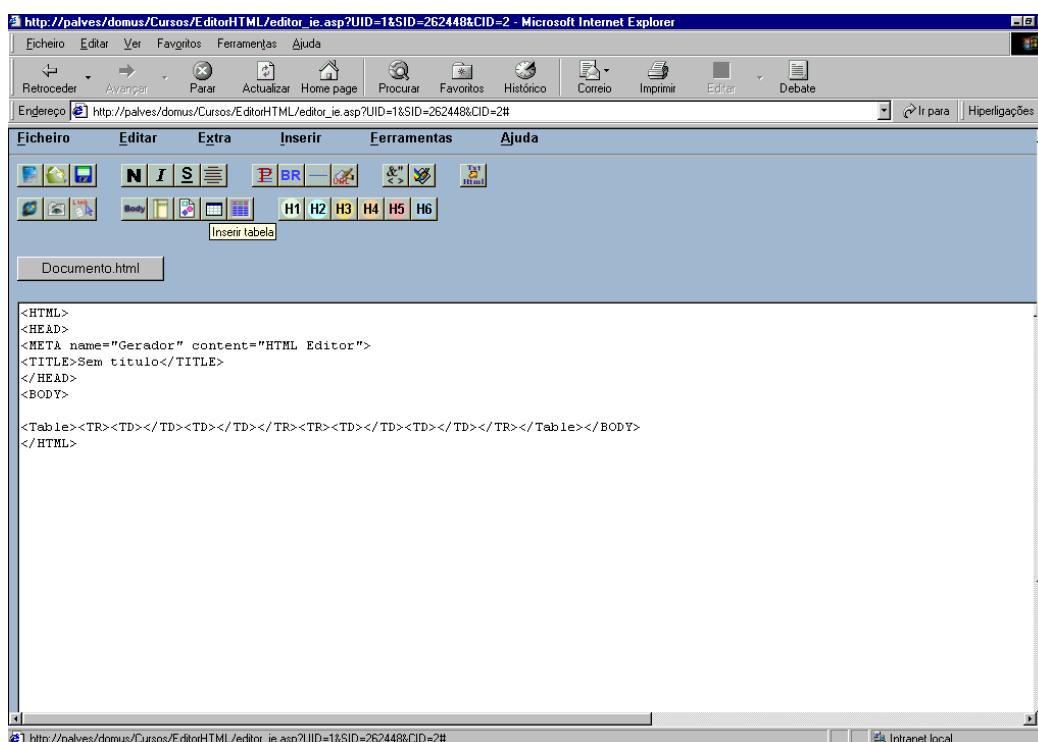 http://palves/domus/Cursos/EditorHTML/editor_ie.asp?UID=1&SID=262448&CID=2 - Microsoft Internet Explorer
Ficheiro Editar Ver Favoritos Ferramentas Ajuda
Retroceder Avançar Parar Actualizar Home page Procurar Favoritos Histórico Correio Imprimir Editar Debate
Endereço http://palves/domus/Cursos/EditorHTML/editor_ie.asp?UID=1&SID=262448&CID=2# Ir para Hiperligações
Ficheiro Editar Extra Inserir Ferramentas Ajuda
N I S P BR &" < > Txt Html
Body H1 H2 H3 H4 H5 H6
Inserir tabela
Documento.html
<HTML>
<HEAD>
<META name="Gerador" content="HTML Editor">
<TITLE>Sem titulo</TITLE>
</HEAD>
<BODY>
<Table><TR><TD></TD><TD></TD></TR><TR><TD></TD><TD></TD></TR></Table></BODY>
</HTML>
http://palves/domus/Cursos/EditorHTML/editor_ie.asp?UID=1&SID=262448&CID=2# Intranet local